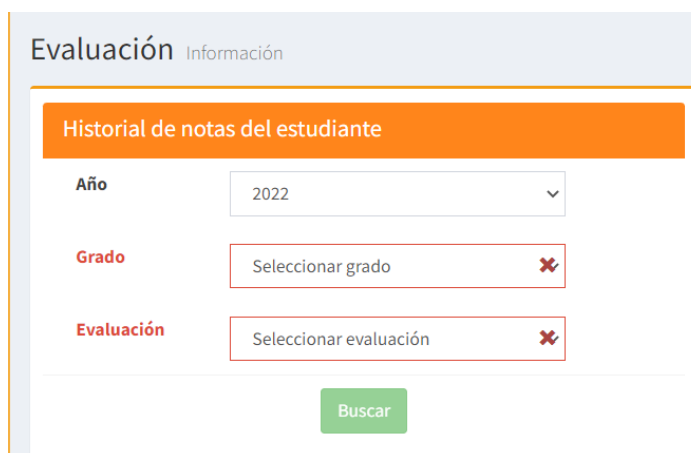 Evaluación Información
Historial de notas del estudiante
Año 2022
Grado Seleccionar grado
Evaluación Seleccionar evaluación
Buscar